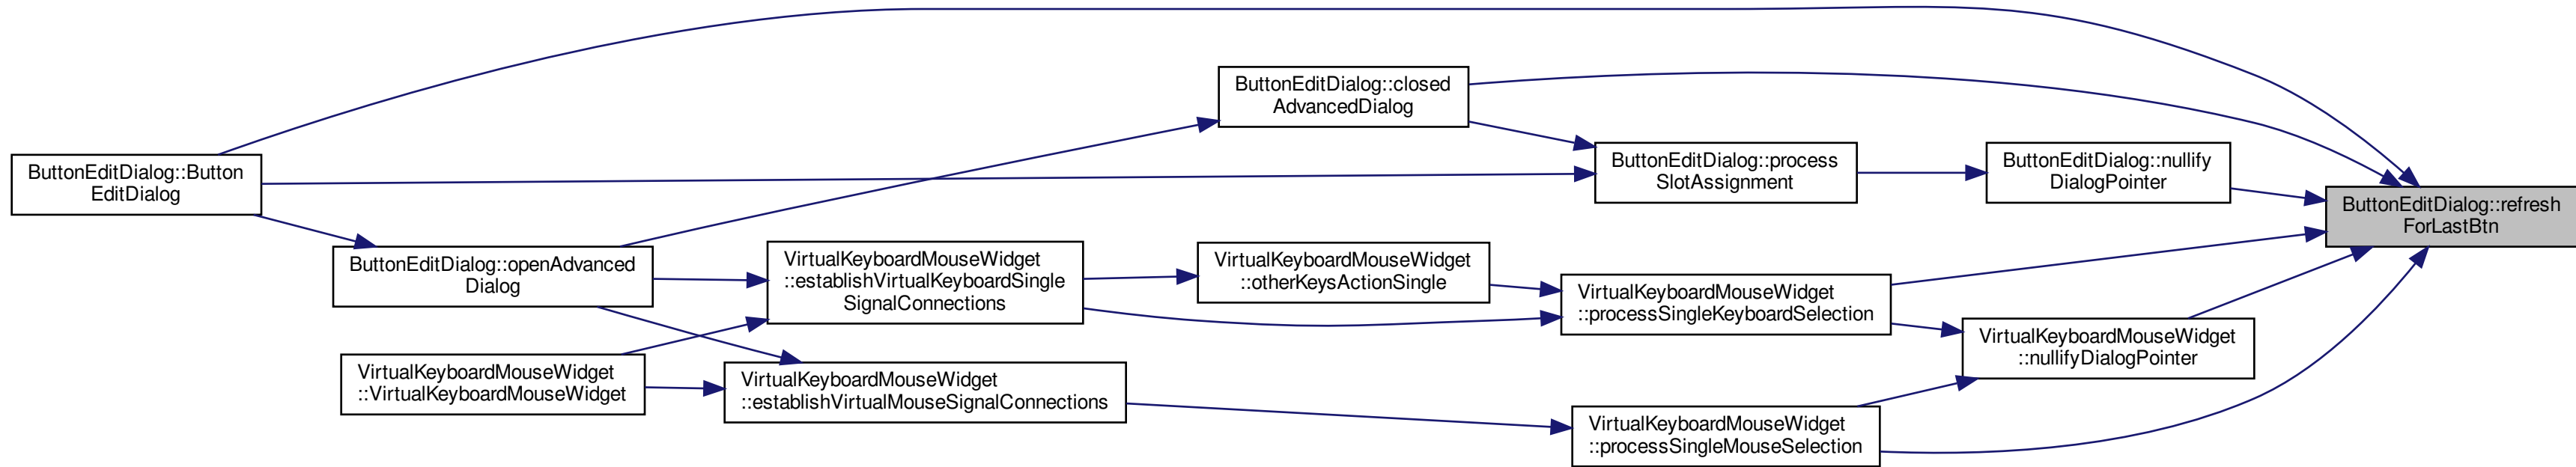 ButtonEditDialog::Button
EditDialog
ButtonEditDialog::openAdvanced
Dialog
VirtualKeyboardMouseWidget
::VirtualKeyboardMouseWidget
VirtualKeyboardMouseWidget
::establishVirtualKeyboardSingle
SignalConnections
VirtualKeyboardMouseWidget
::establishVirtualMouseSignalConnections
ButtonEditDialog::closed
AdvancedDialog
VirtualKeyboardMouseWidget
::otherKeysActionSingle
ButtonEditDialog::process
SlotAssignment
VirtualKeyboardMouseWidget
::processSingleKeyboardSelection
VirtualKeyboardMouseWidget
::processSingleMouseSelection
ButtonEditDialog::nullify
DialogPointer
VirtualKeyboardMouseWidget
::nullifyDialogPointer
ButtonEditDialog::refresh
ForLastBtn